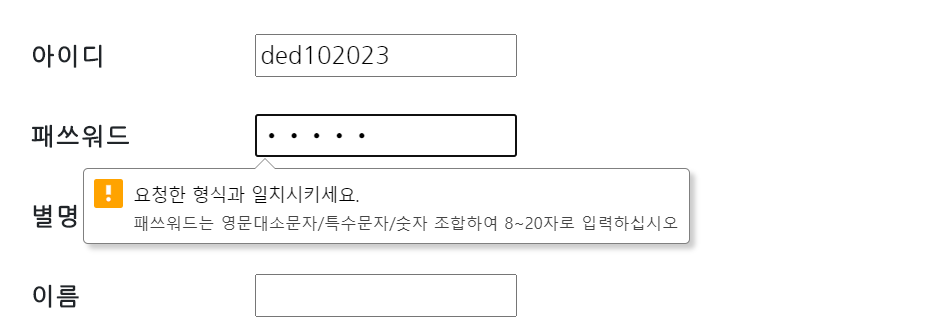 아이디 ded102023
패쓰워드 •••••
요청한 형식과 일치시키세요.
별명 패쓰워드는 영문대소문자/특수문자/숫자 조합하여 8~20자로 입력하십시오
이름